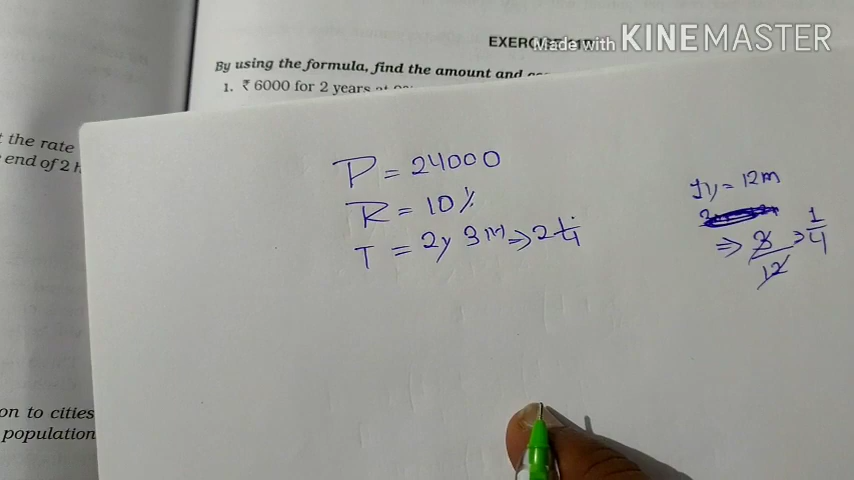 EXERC
Made with KINEMASTER
By using the formula, find the amount and
1. ₹ 6000 for 2 years
t the rate
end of 2
P = 24000
R = 10%
T = 2y 3m ⇒ 2 1/4
1y = 12m
⇒ 3/12 ⇒ 1/4
on to cities
population